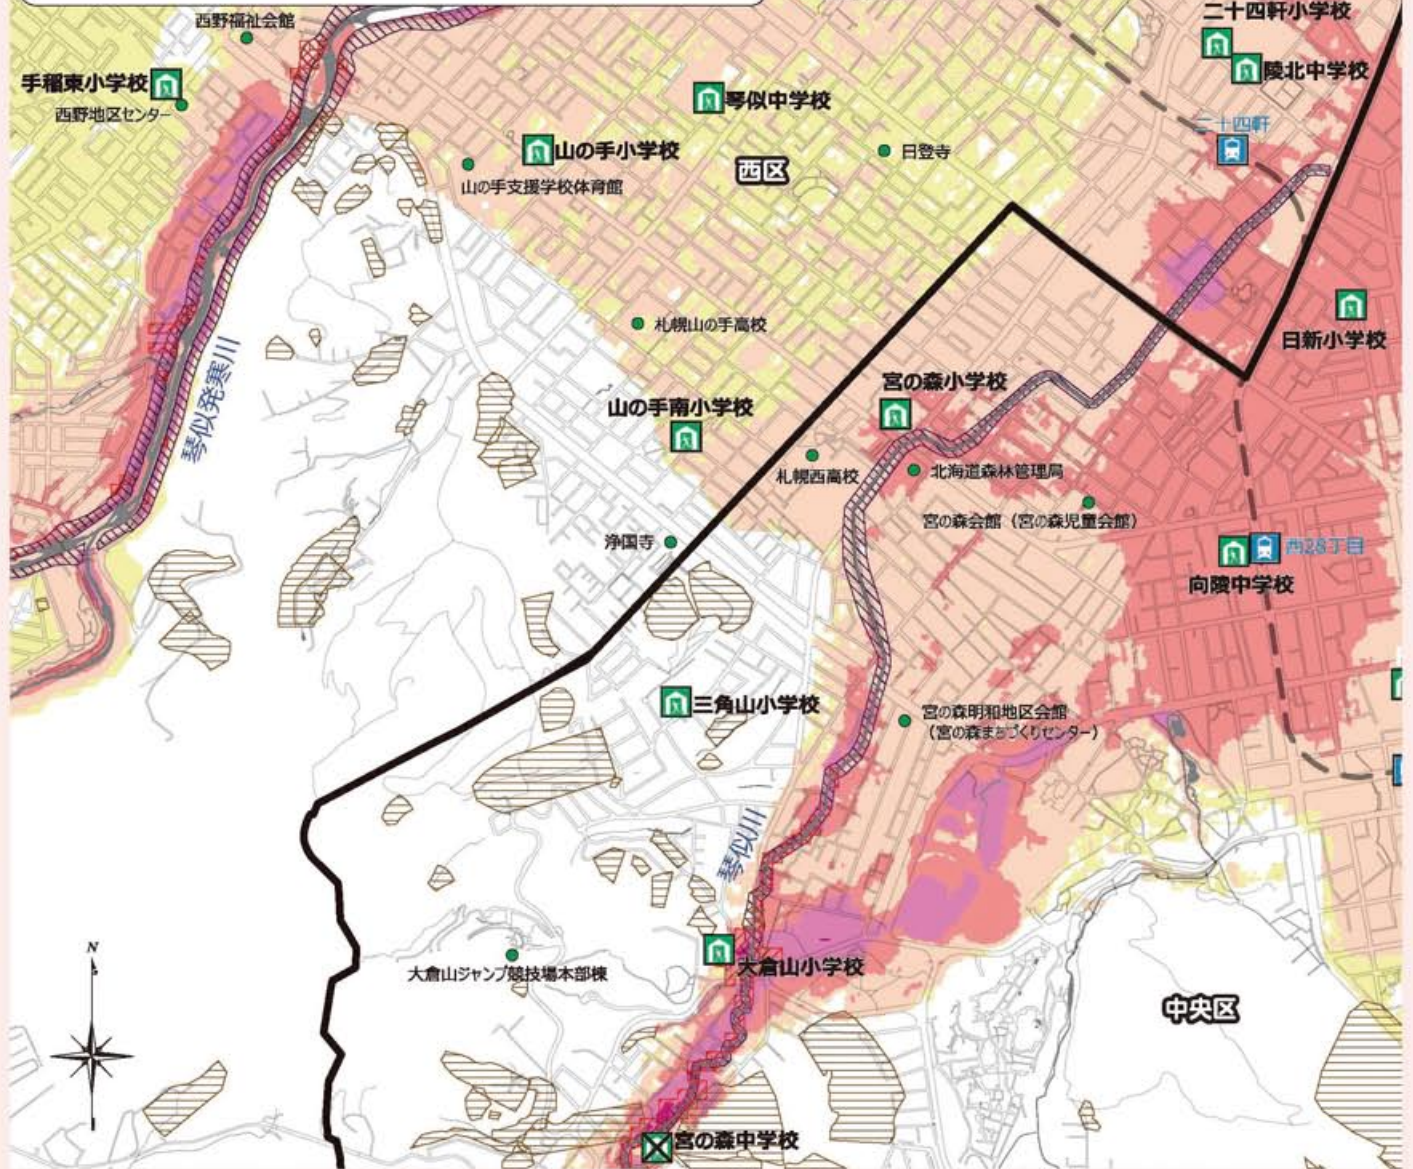 西野福祉会館
二十四軒小学校
手稲東小学校
西野地区センター
琴似中学校
陵北中学校
二十四軒
山の手小学校
山の手支援学校体育館
西区
日登寺
札幌山の手高校
日新小学校
琴似発寒川
宮の森小学校
山の手南小学校
札幌西高校
北海道森林管理局
宮の森会館（宮の森児童会館）
浄国寺
西28丁目
向陵中学校
三角山小学校
宮の森明和地区会館
（宮の森まちづくりセンター）
琴似川
N
大倉山ジャンプ競技場本部棟
大倉山小学校
中央区
宮の森中学校